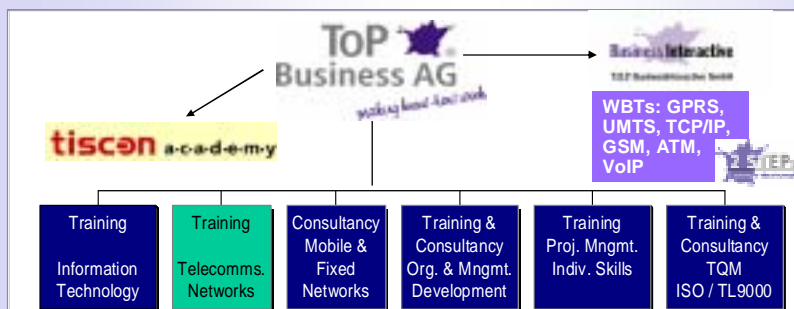 ToP
Business AG
making know-how work
Business Interactive
tiscon a-c-a-d-e-m-y
WBTs: GPRS,
UMTS, TCP/IP,
GSM, ATM,
VoIP
Training
Information
Technology
Training
Telecomms.
Networks
Consultancy
Mobile &
Fixed
Networks
Training &
Consultancy
Org. & Mngmt.
Development
Training
Proj. Mngmt.
Indiv. Skills
Training &
Consultancy
TQM
ISO / TL9000